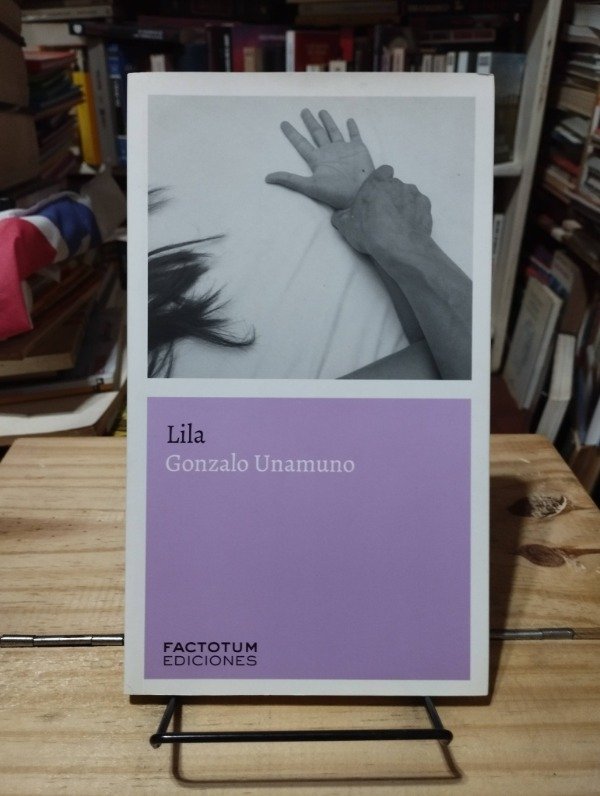 Lila
Gonzalo Unamuno
FACTOTUM
EDICIONES